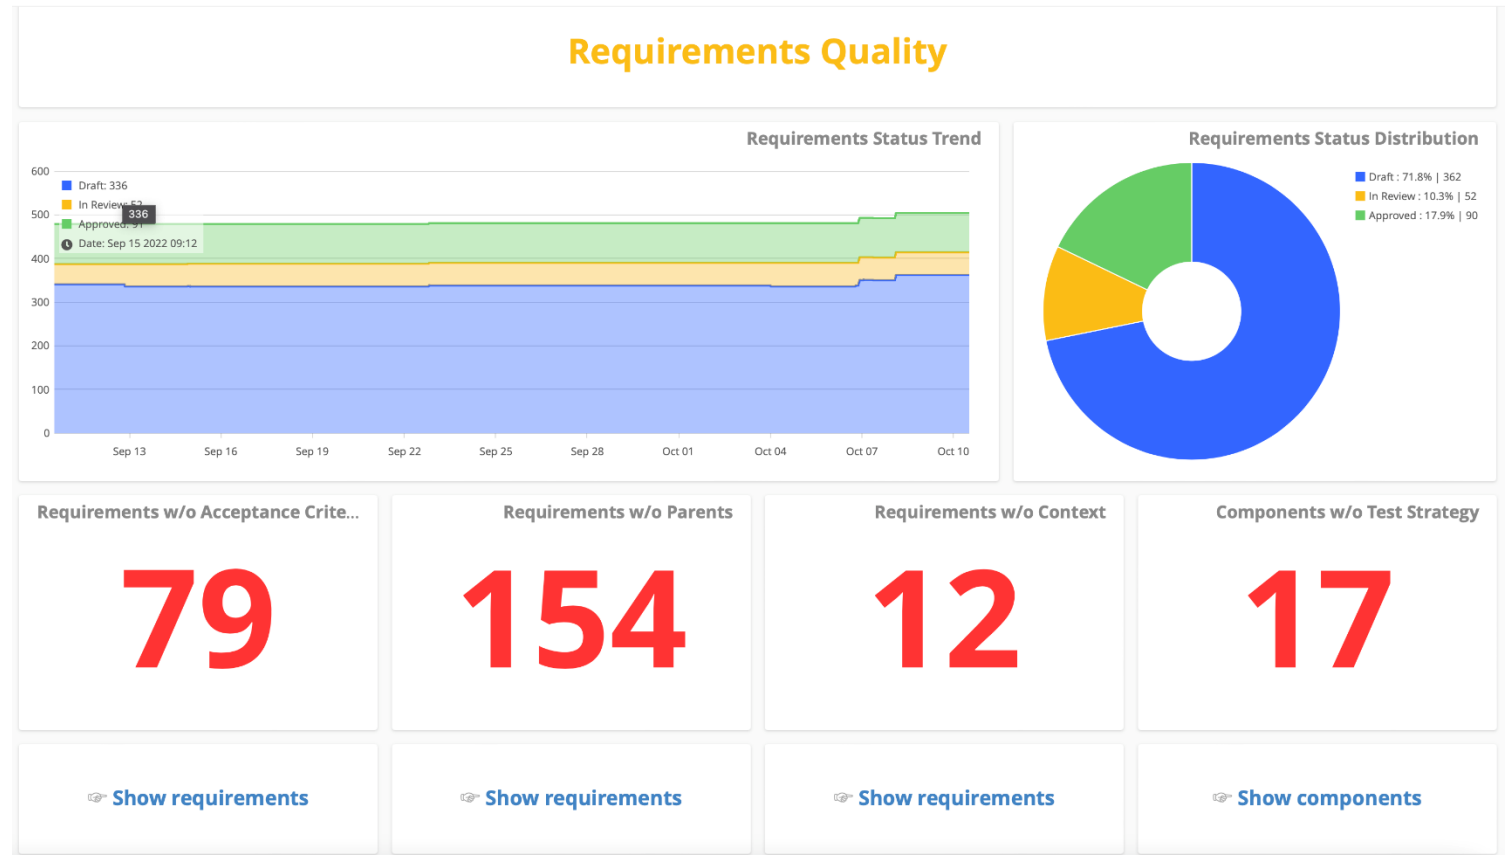 Requirements Quality
Requirements Status Trend
600
500
400
300
200
100
0
Draft: 336
In Review: 52
336
Approved: 91
Date: Sep 15 2022 09:12
Sep 13 Sep 16 Sep 19 Sep 22 Sep 25 Sep 28 Oct 01 Oct 04 Oct 07 Oct 10
Requirements Status Distribution
Draft : 71.8% | 362
In Review : 10.3% | 52
Approved : 17.9% | 90
Requirements w/o Acceptance Crite...
79
☞ Show requirements
Requirements w/o Parents
154
☞ Show requirements
Requirements w/o Context
12
☞ Show requirements
Components w/o Test Strategy
17
☞ Show components